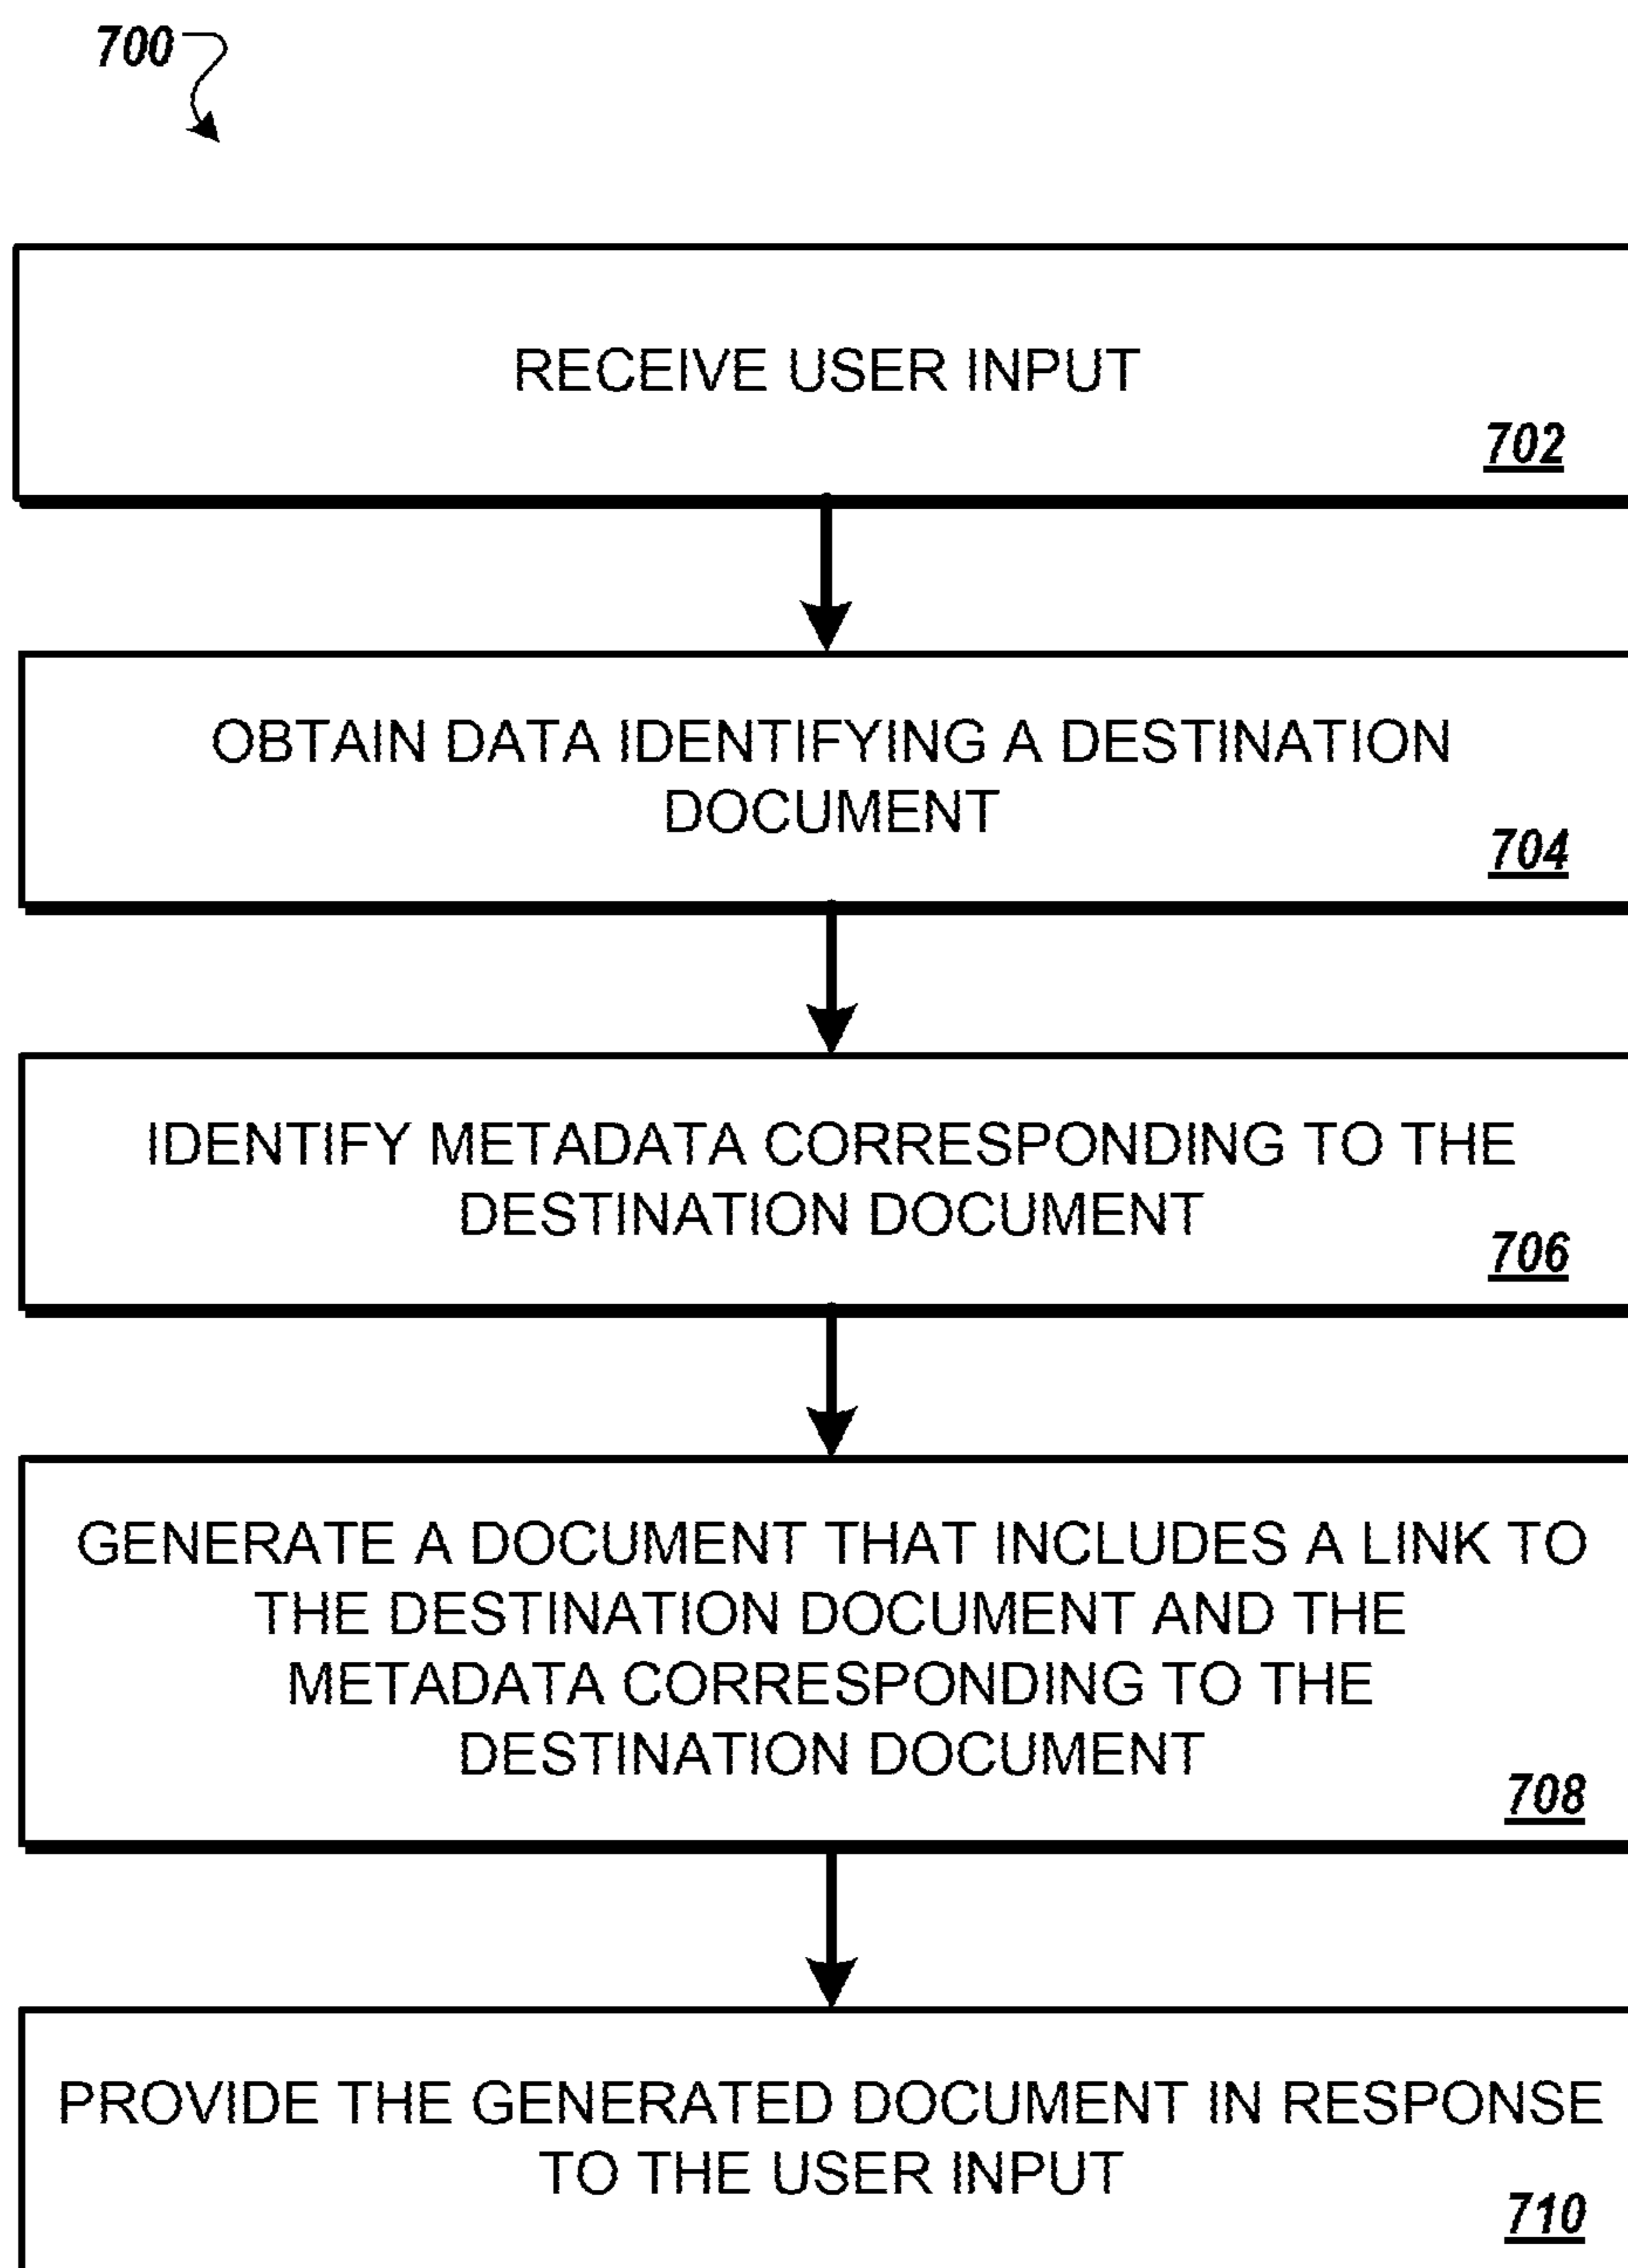 700
RECEIVE USER INPUT
702
OBTAIN DATA IDENTIFYING A DESTINATION
DOCUMENT
704
IDENTIFY METADATA CORRESPONDING TO THE
DESTINATION DOCUMENT
706
GENERATE A DOCUMENT THAT INCLUDES A LINK TO
THE DESTINATION DOCUMENT AND THE
METADATA CORRESPONDING TO THE
DESTINATION DOCUMENT
708
PROVIDE THE GENERATED DOCUMENT IN RESPONSE
TO THE USER INPUT
710